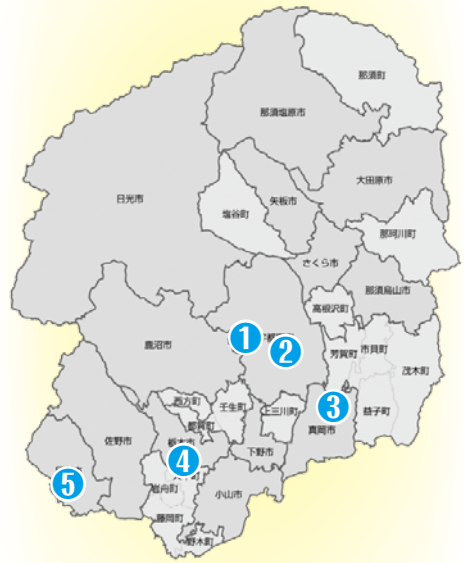 那須町
那須塩原市
大田原市
日光市
矢板市
塩谷町
那珂川町
さくら市
那須烏山市
高根沢町
1
2
鹿沼市
芳賀町
市貝町
茂木町
西方町
壬生町
上三川町
3
益子町
都賀町
真岡市
佐野市
栃木市
下野市
4
5
岩舟町
小山市
藤岡町
野木町